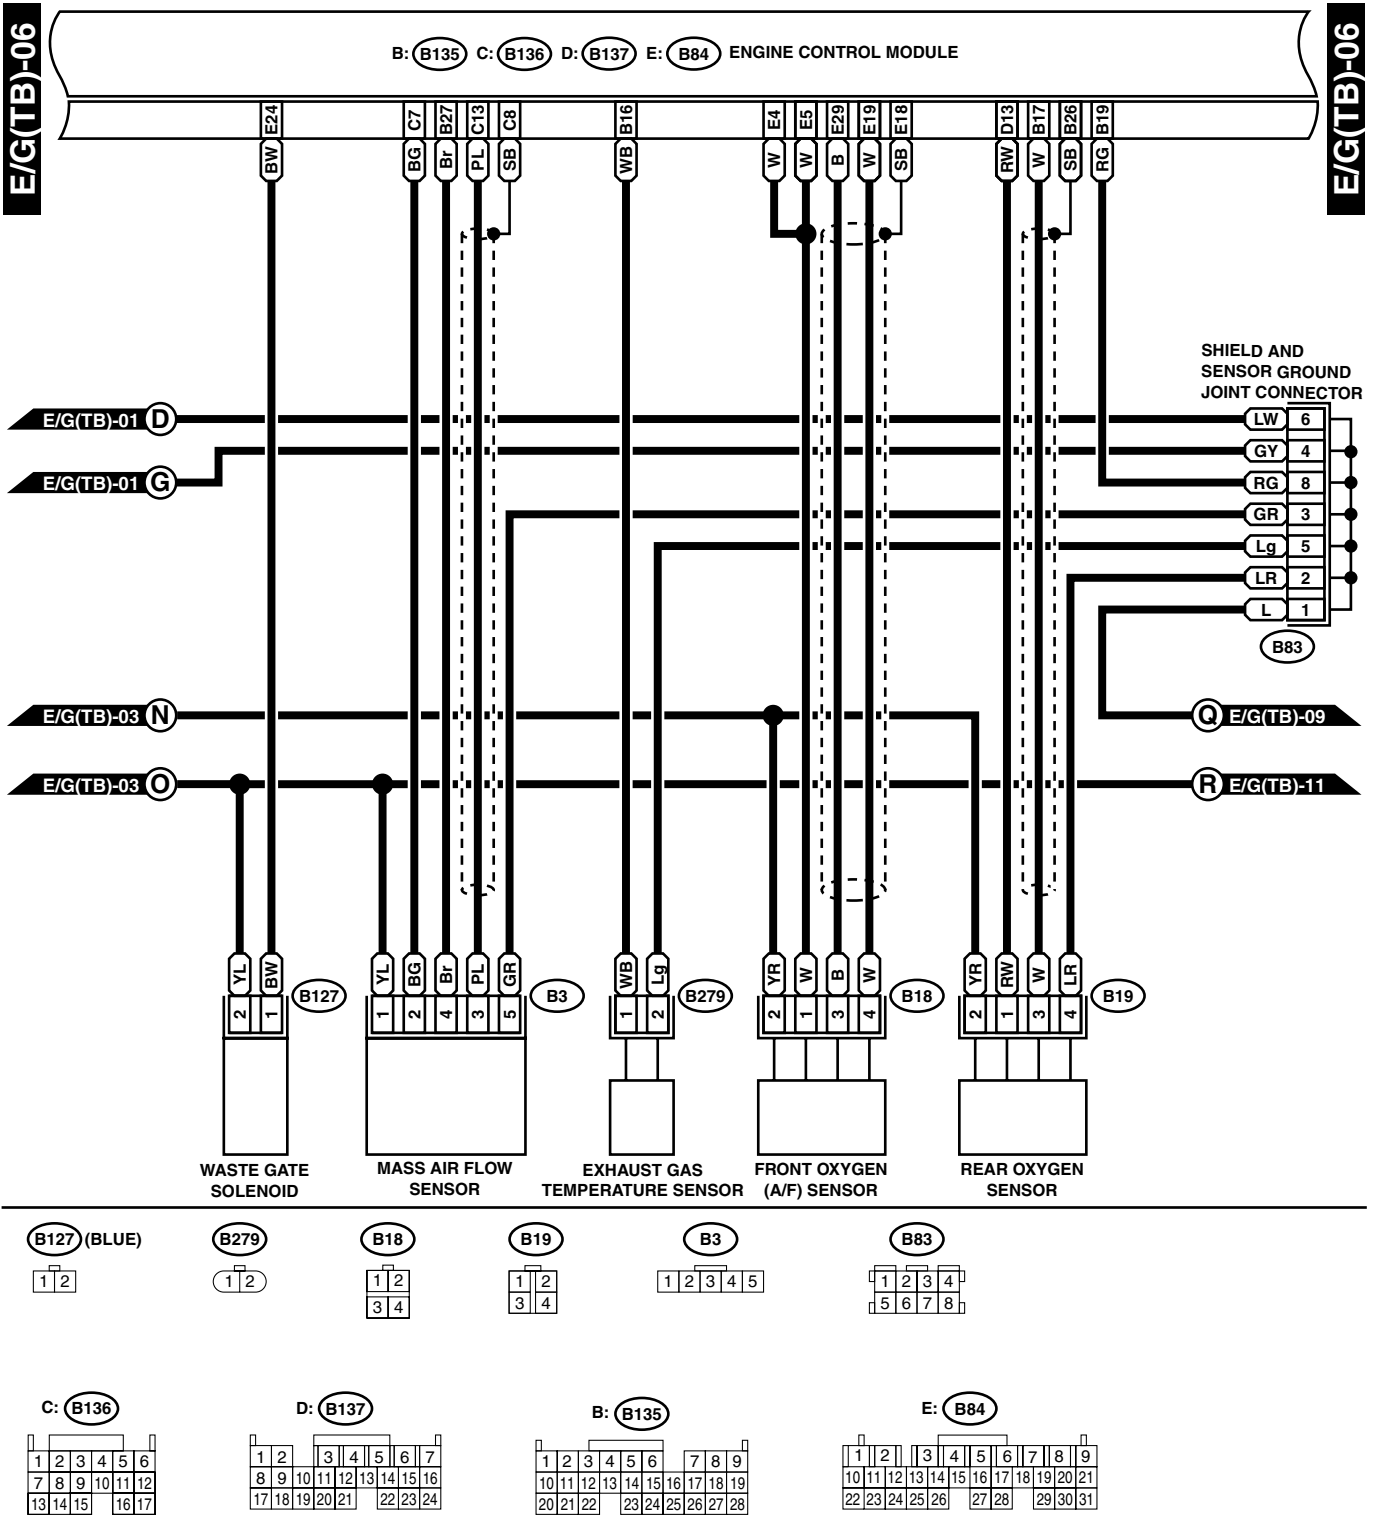 E/G(TB)-06
E/G(TB)-06
B: B135 C: B136 D: B137 E: B84 ENGINE CONTROL MODULE
E24 C7 B27 C13 C8 B16 E4 E5 E29 E19 E18 D13 B17 B26 B19
BW BG Br PL SB WB W W B W SB RW W SB RG
SHIELD AND
SENSOR GROUND
JOINT CONNECTOR
E/G(TB)-01 D LW 6
GY 4
E/G(TB)-01 G RG 8
GR 3
Lg 5
LR 2
L 1
B83
E/G(TB)-03 N Q E/G(TB)-09
E/G(TB)-03 O R E/G(TB)-11
YL BW YL BG Br PL GR WB Lg YR W B W YR RW W LR
B127 B3 B279 B18 B19
2 1 1 2 4 3 5 1 2 2 1 3 4 2 1 3 4
WASTE GATE
SOLENOID
MASS AIR FLOW
SENSOR
EXHAUST GAS
TEMPERATURE SENSOR
FRONT OXYGEN
(A/F) SENSOR
REAR OXYGEN
SENSOR
B127 (BLUE)
1 2
B279
1 2
B18
1 2
3 4
B19
1 2
3 4
B3
1 2 3 4 5
B83
1 2 3 4
5 6 7 8
C: B136
1 2 3 4 5 6
7 8 9 10 11 12
13 14 15 16 17
D: B137
1 2 3 4 5 6 7
8 9 10 11 12 13 14 15 16
17 18 19 20 21 22 23 24
B: B135
1 2 3 4 5 6 7 8 9
10 11 12 13 14 15 16 17 18 19
20 21 22 23 24 25 26 27 28
E: B84
1 2 3 4 5 6 7 8 9
10 11 12 13 14 15 16 17 18 19 20 21
22 23 24 25 26 27 28 29 30 31